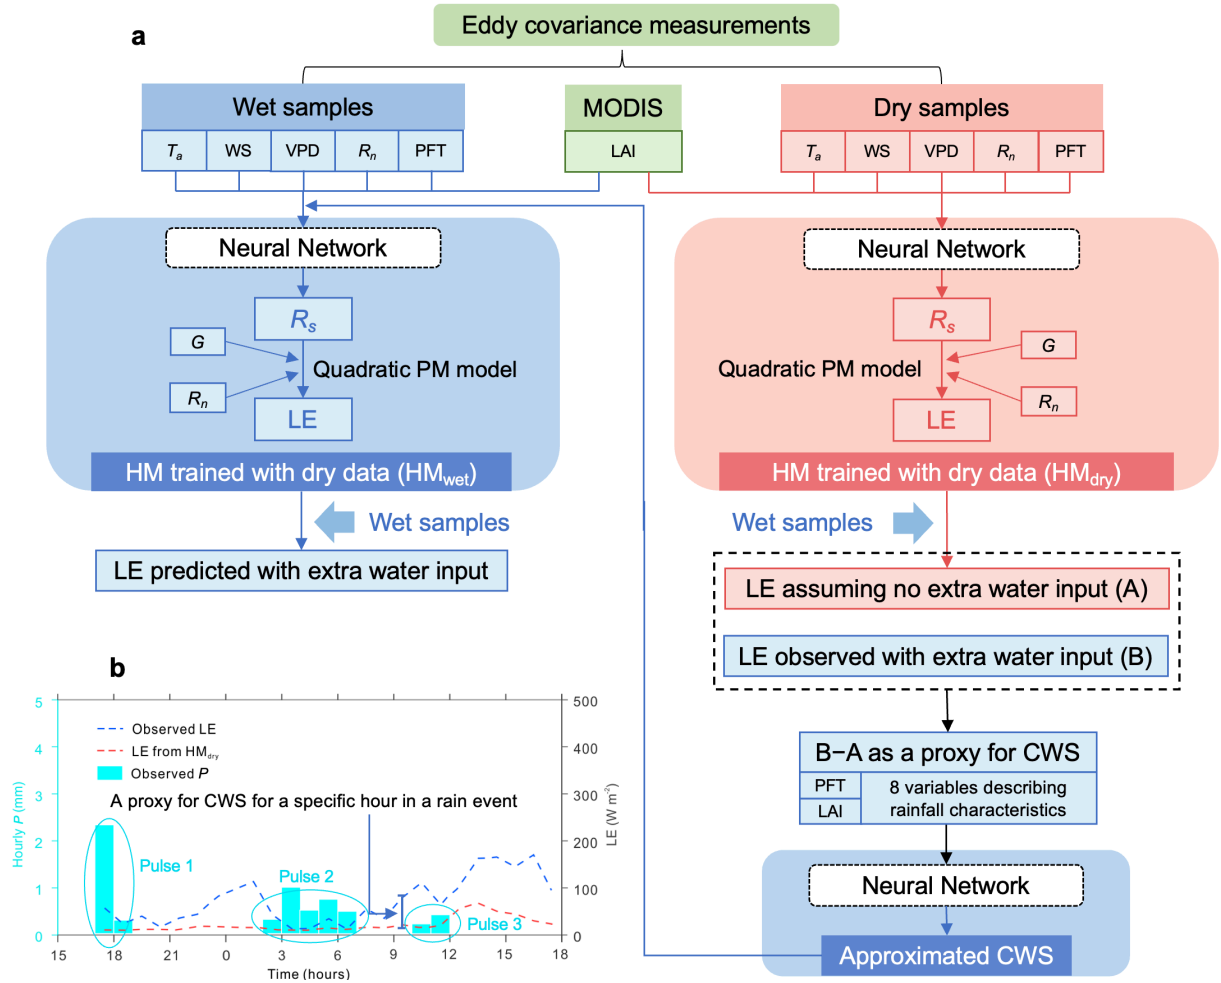 a
Eddy covariance measurements
Wet samples
Ta
WS
VPD
Rn
PFT
MODIS
LAI
Dry samples
Ta
WS
VPD
Rn
PFT
Neural Network
Rs
G
Quadratic PM model
Rn
LE
HM trained with dry data (HMwet)
Wet samples
LE predicted with extra water input
Neural Network
Rs
G
Quadratic PM model
Rn
LE
HM trained with dry data (HMdry)
Wet samples
LE assuming no extra water input (A)
LE observed with extra water input (B)
B−A as a proxy for CWS
PFT
LAI
8 variables describing
rainfall characteristics
Neural Network
Approximated CWS
b
5
4
3
2
1
0
Hourly P (mm)
500
400
300
200
100
0
LE (W m-2)
Observed LE
LE from HMdry
Observed P
A proxy for CWS for a specific hour in a rain event
Pulse 1
Pulse 2
Pulse 3
15
18
21
0
3
6
9
12
15
18
Time (hours)